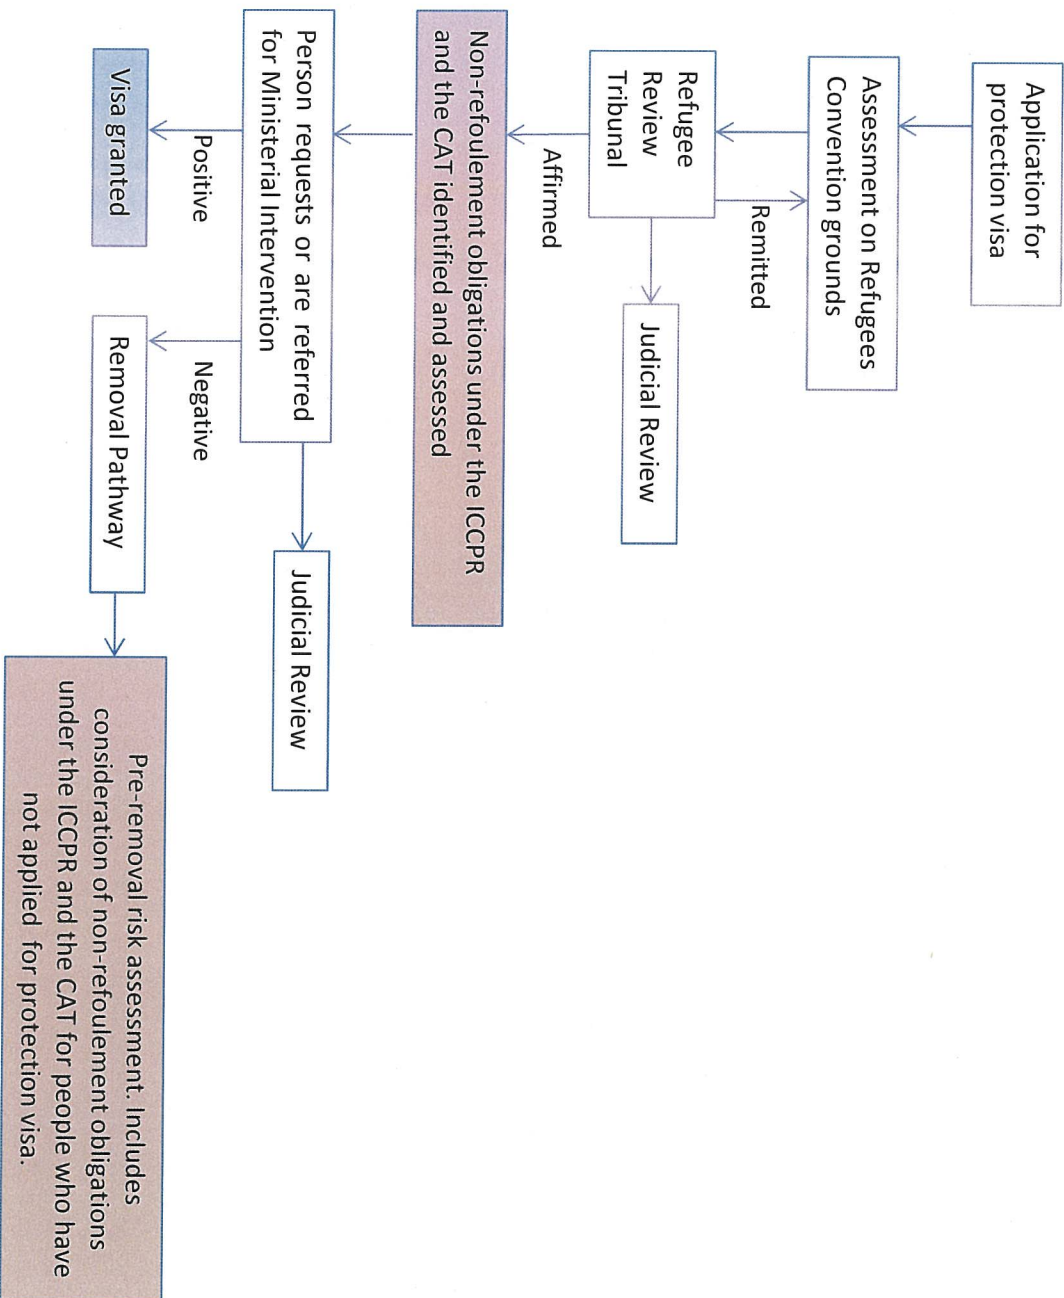 Application for
protection visa
Assessment on Refugees
Convention grounds
Remitted
Refugee
Review
Tribunal
Judicial Review
Affirmed
Non-refoulement obligations under the ICCPR
and the CAT identified and assessed
Person requests or are referred
for Ministerial Intervention
Judicial Review
Positive
Negative
Visa granted
Removal Pathway
Pre-removal risk assessment. Includes
consideration of non-refoulement obligations
under the ICCPR and the CAT for people who have
not applied for protection visa.